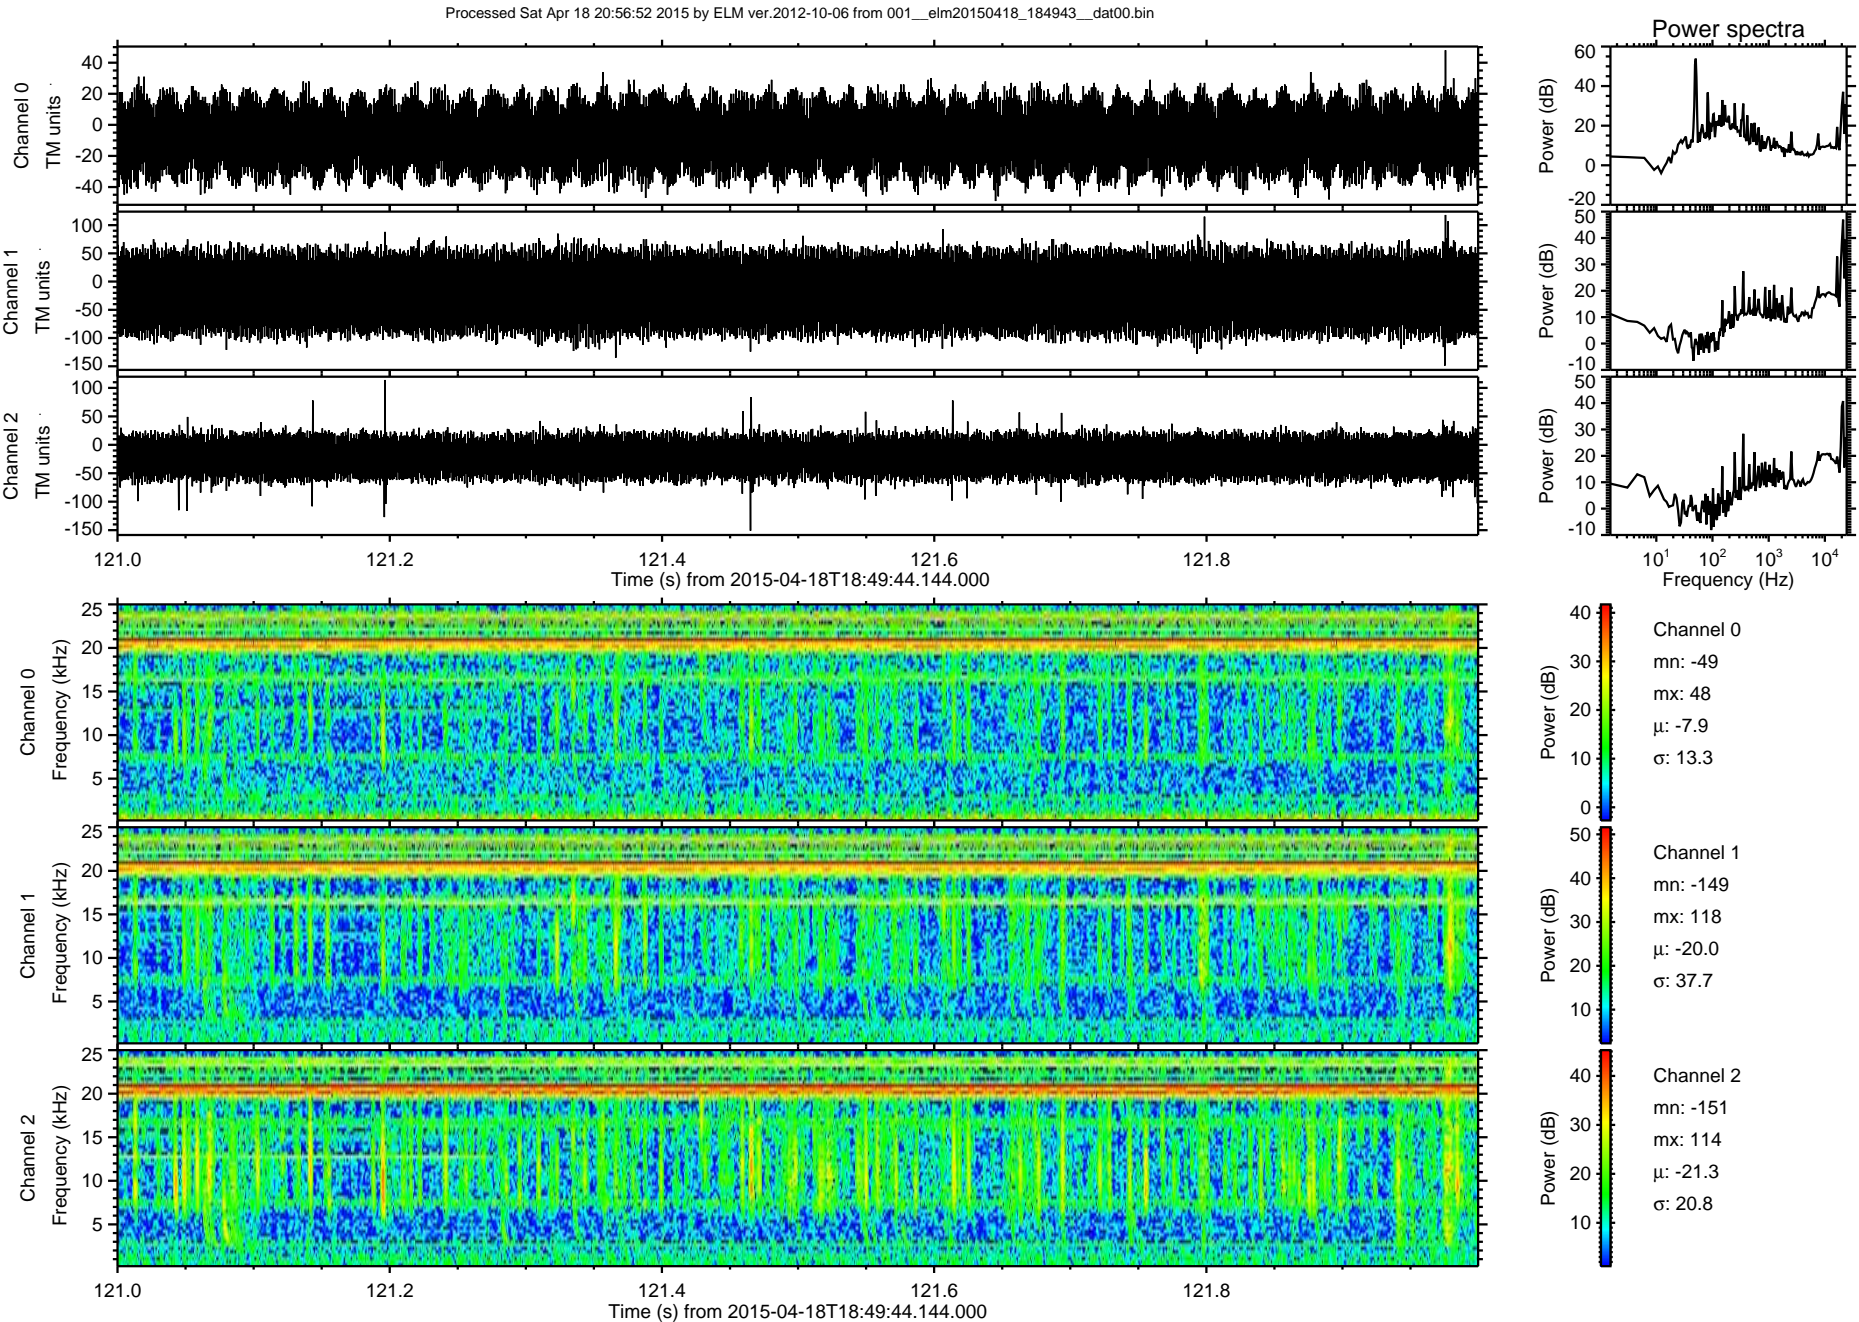 Processed Sat Apr 18 20:56:52 2015 by ELM ver.2012-10-06 from 001__elm20150418_184943__dat00.bin
Power spectra
Channel 0
TM units
40
20
0
-20
-40
Power (dB)
60
40
20
0
-20
Channel 1
TM units
100
50
0
-50
-100
-150
Power (dB)
50
40
30
20
10
0
-10
Channel 2
TM units
100
50
0
-50
-100
-150
Power (dB)
50
40
30
20
10
0
-10
121.0 121.2 121.4 121.6 121.8
Time (s) from 2015-04-18T18:49:44.144.000
10¹ 10² 10³ 10⁴
Frequency (Hz)
Channel 0
Frequency (kHz)
25
20
15
10
5
Power (dB)
40
30
20
10
0
Channel 0
mn: -49
mx: 48
μ: -7.9
σ: 13.3
Channel 1
Frequency (kHz)
25
20
15
10
5
Power (dB)
50
40
30
20
10
Channel 1
mn: -149
mx: 118
μ: -20.0
σ: 37.7
Channel 2
Frequency (kHz)
25
20
15
10
5
Power (dB)
40
30
20
10
Channel 2
mn: -151
mx: 114
μ: -21.3
σ: 20.8
121.0 121.2 121.4 121.6 121.8
Time (s) from 2015-04-18T18:49:44.144.000